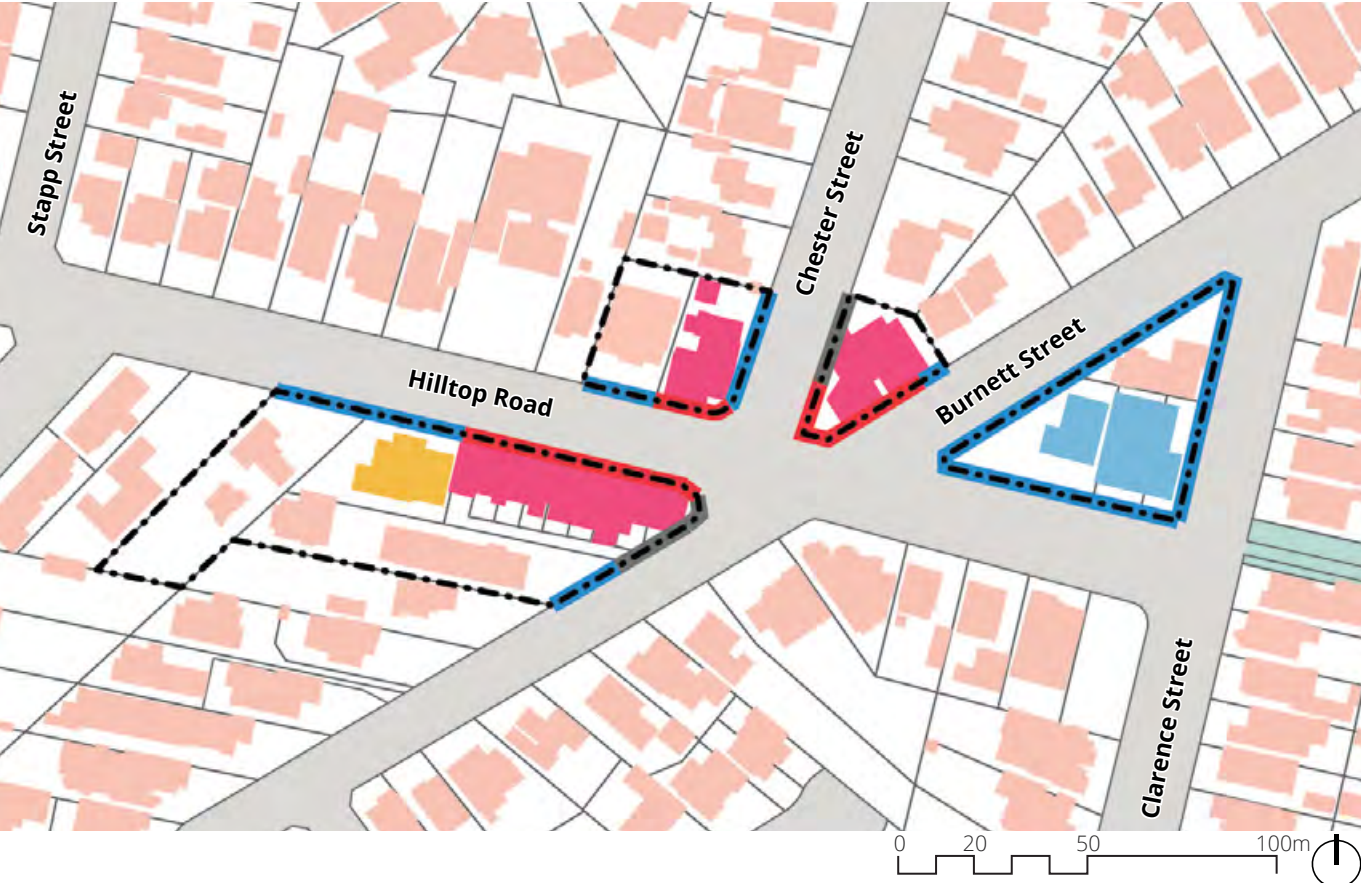 Stapp Street
Chester Street
Hilltop Road
Burnett Street
Clarence Street
0 20 50 100m